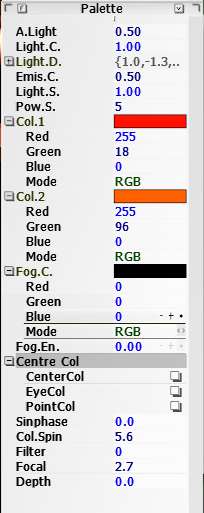 Palette
A.Light 0.50
Light.C. 1.00
Light.D. {1.0,-1.3,..
Emis.C. 0.50
Light.S. 1.00
Pow.S. 5
Col.1
Red 255
Green 18
Blue 0
Mode RGB
Col.2
Red 255
Green 96
Blue 0
Mode RGB
Fog.C.
Red 0
Green 0
Blue 0 - + •
Mode RGB <>
Fog.En. 0.00 - + •
Centre Col
CenterCol
EyeCol
PointCol
Sinphase 0.0
Col.Spin 5.6
Filter 0
Focal 2.7
Depth 0.0